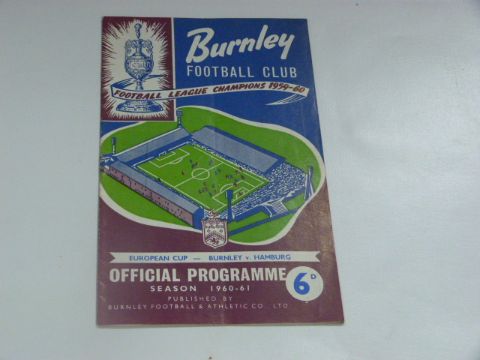 Burnley
FOOTBALL CLUB
FOOTBALL LEAGUE CHAMPIONS 1959-60
EUROPEAN CUP — BURNLEY v. HAMBURG
OFFICIAL PROGRAMME
6D
SEASON 1960-61
PUBLISHED BY
BURNLEY FOOTBALL & ATHLETIC CO., LTD